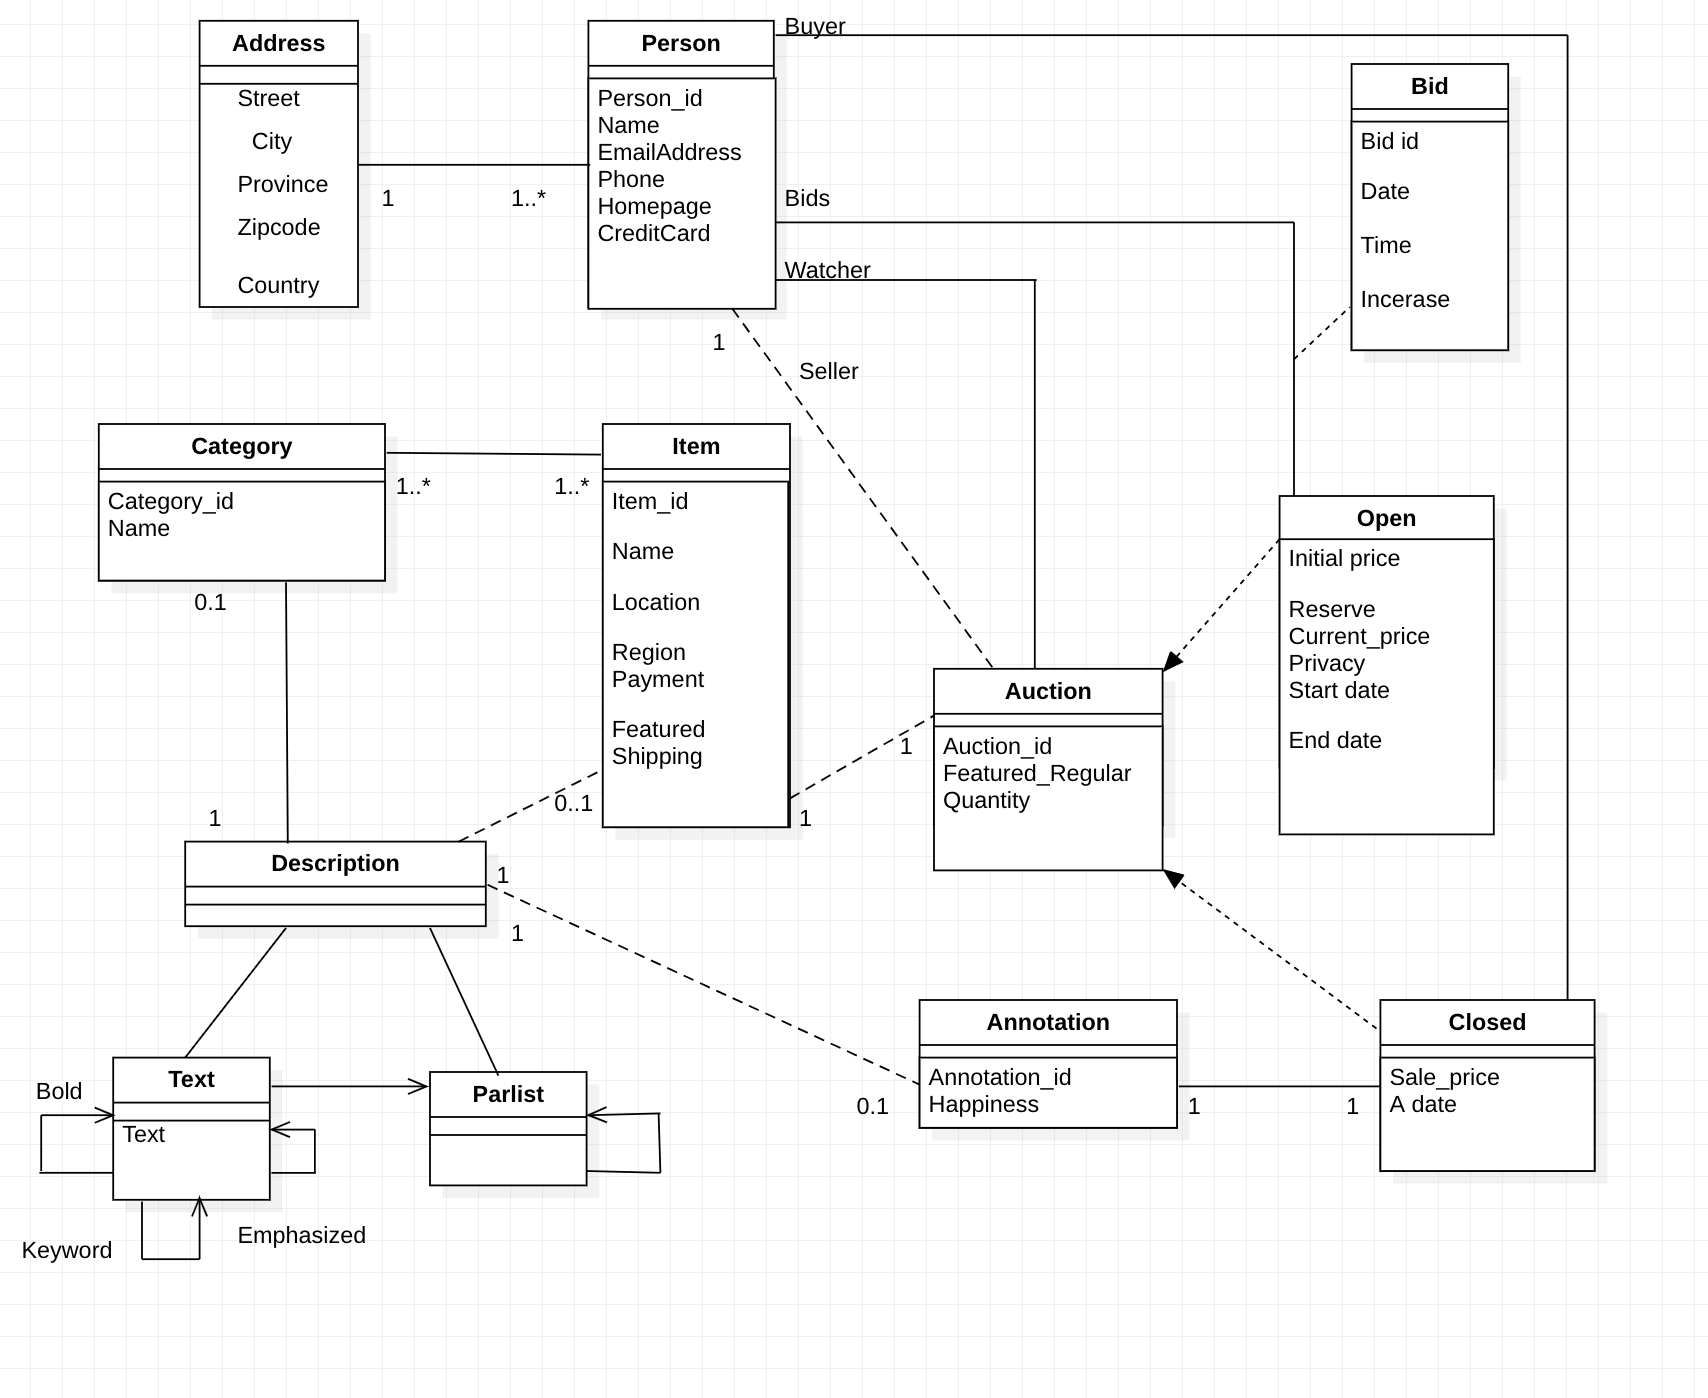 Address
Street
City
Province
Zipcode
Country
1
1..*
Person
Person_id
Name
EmailAddress
Phone
Homepage
CreditCard
Buyer
Bids
Watcher
1
Seller
Bid
Bid id
Date
Time
Incerase
Category
Category_id
Name
1..*
1..*
0.1
1
Item
Item_id
Name
Location
Region
Payment
Featured
Shipping
0..1
1
1
Auction
Auction_id
Featured_Regular
Quantity
Open
Initial price
Reserve
Current_price
Privacy
Start date
End date
Description
1
1
Text
Text
Bold
Keyword
Emphasized
Parlist
Annotation
Annotation_id
Happiness
0.1
1
1
Closed
Sale_price
A date